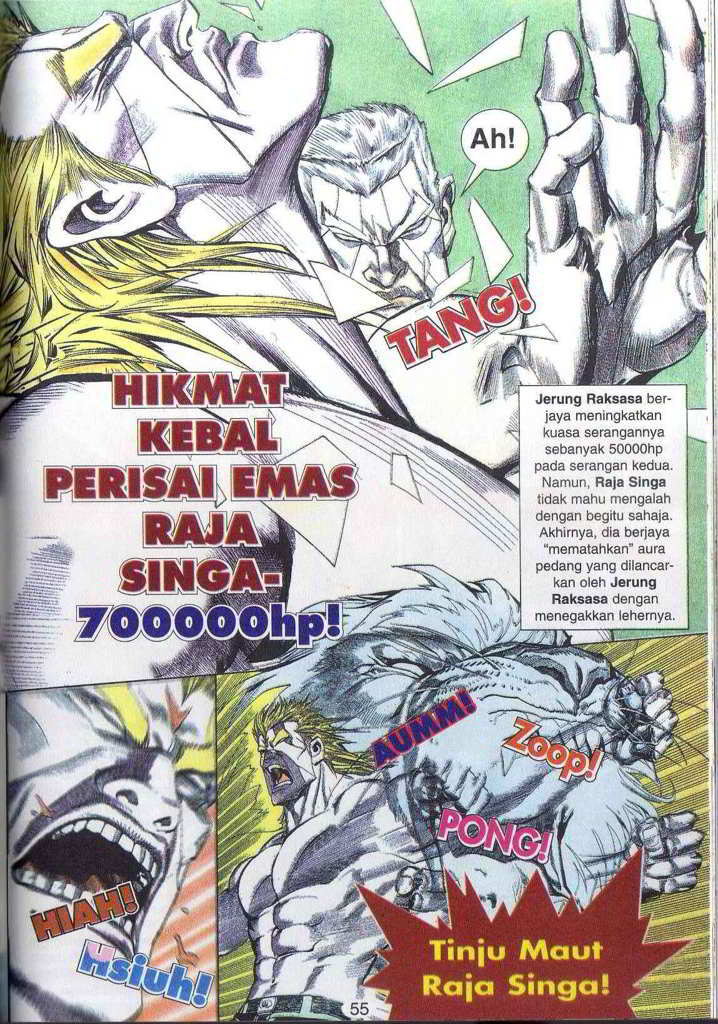 Ah!
TANG!
HIKMAT
KEBAL
PERISAI EMAS
RAJA
SINGA-
700000hp!
Jerung Raksasa ber-
jaya meningkatkan
kuasa serangannya
sebanyak 50000hp
pada serangan kedua.
Namun, Raja Singa
tidak mahu mengalah
dengan begitu sahaja.
Akhirnya, dia berjaya
"mematahkan" aura
pedang yang dilancar-
kan oleh Jerung
Raksasa dengan
menegakkan lehernya.
HIAH!
Hsiuh!
AUMM!
Zoop!
PONG!
Tinju Maut
Raja Singa!
55